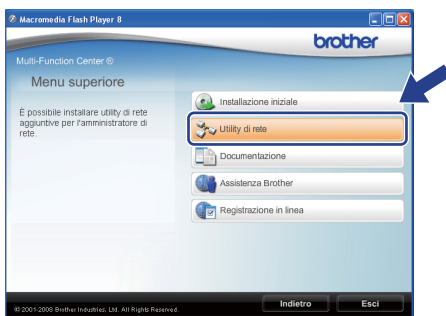 Macromedia Flash Player 8
brother
Multi-Function Center ®
Menu superiore
È possibile installare utility di rete
aggiuntive per l'amministratore di
rete.
Installazione iniziale
Utility di rete
Documentazione
Assistenza Brother
Registrazione in linea
© 2001-2008 Brother Industries, Ltd. All Rights Reserved.
Indietro
Esci